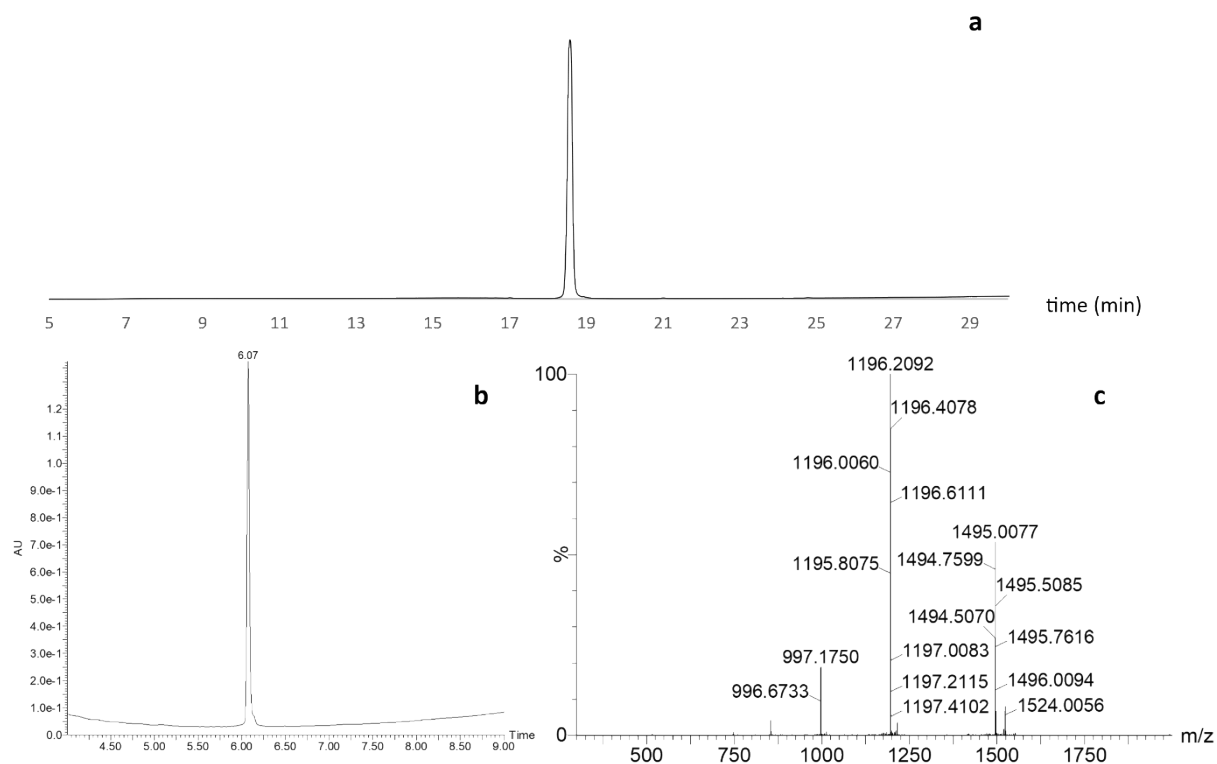 a
time (min)
5 7 9 11 13 15 17 19 21 23 25 27 29
6.07
b
AU
1.2
1.1
1.0
9.0e-1
8.0e-1
7.0e-1
6.0e-1
5.0e-1
4.0e-1
3.0e-1
2.0e-1
1.0e-1
0.0
4.50 5.00 5.50 6.00 6.50 7.00 7.50 8.00 8.50 9.00
Time
c
100
%
0
1196.2092
1196.4078
1196.0060
1196.6111
1495.0077
1494.7599
1195.8075
1495.5085
1494.5070
1495.7616
997.1750
1197.0083
996.6733
1197.2115
1496.0094
1197.4102
1524.0056
500 750 1000 1250 1500 1750
m/z